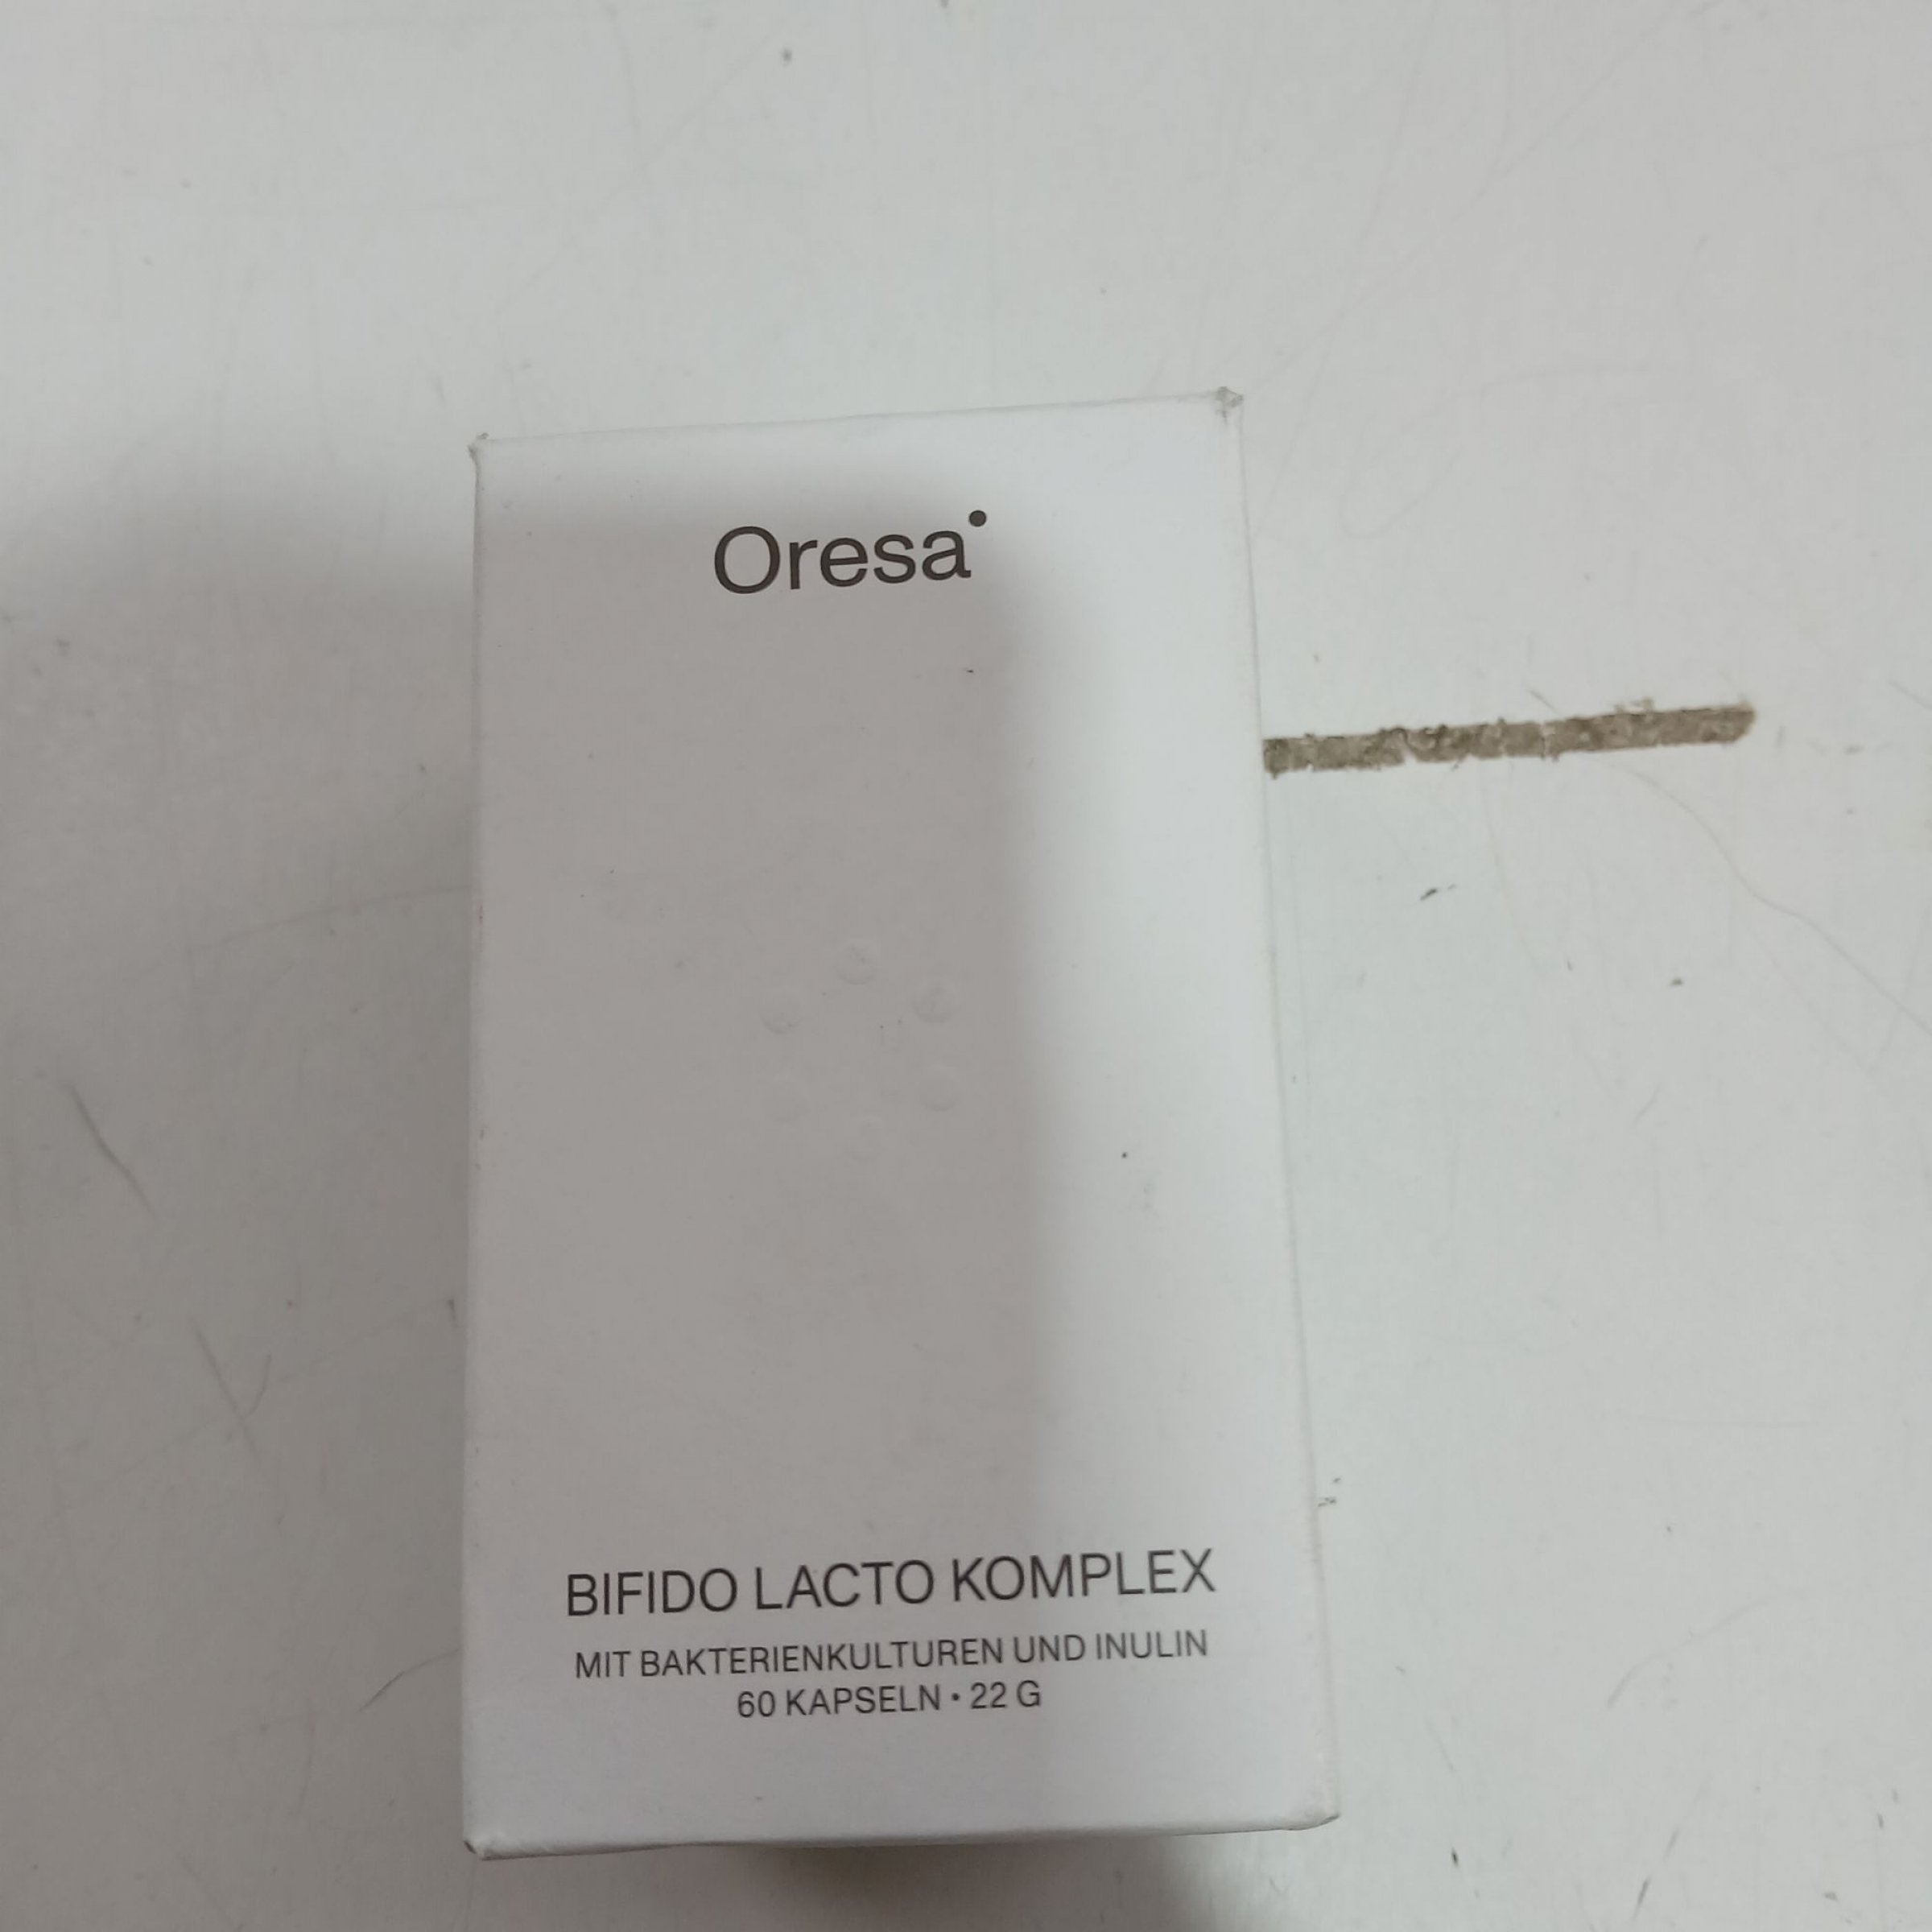 Oresa
BIFIDO LACTO KOMPLEX
MIT BAKTERIENKULTUREN UND INULIN
60 KAPSELN • 22 G